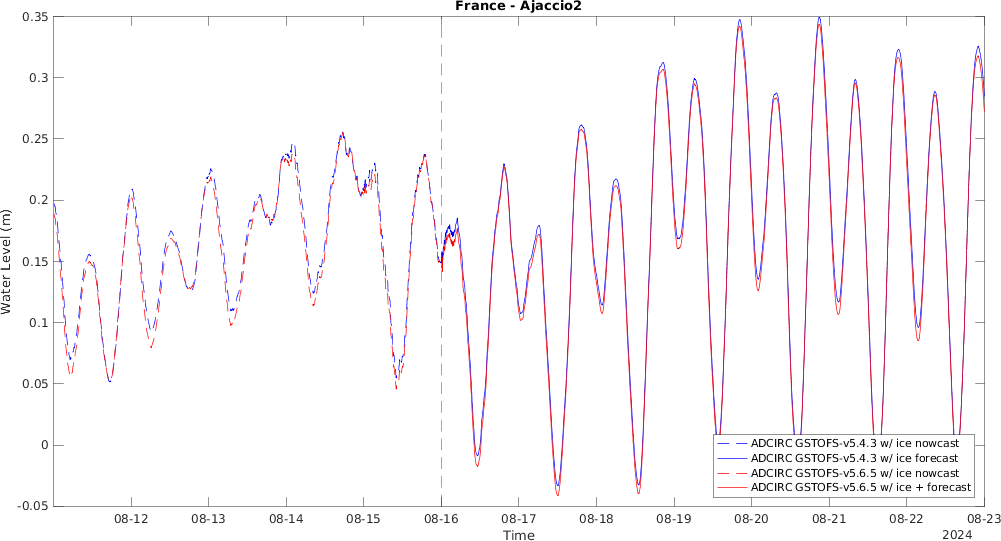 France - Ajaccio2
0.35
0.3
0.25
0.2
0.15
0.1
0.05
0
-0.05
Water Level (m)
08-12 08-13 08-14 08-15 08-16 08-17 08-18 08-19 08-20 08-21 08-22 08-23
Time
2024
ADCIRC GSTOFS-v5.4.3 w/ ice nowcast
ADCIRC GSTOFS-v5.4.3 w/ ice forecast
ADCIRC GSTOFS-v5.6.5 w/ ice nowcast
ADCIRC GSTOFS-v5.6.5 w/ ice + forecast